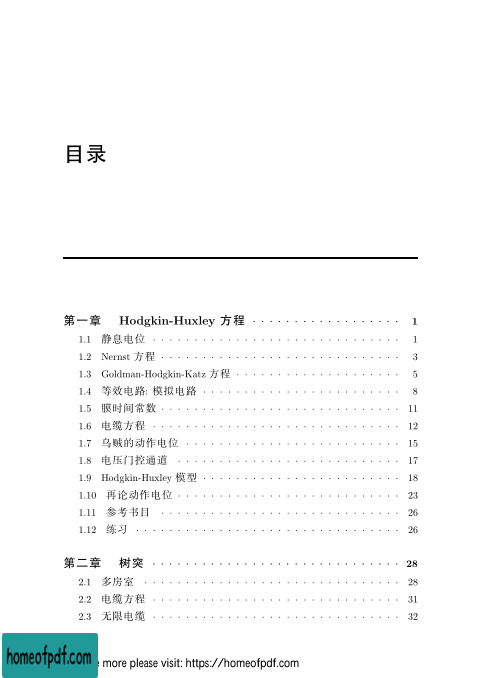 目录
第一章 Hodgkin-Huxley 方程 . . . . . . . . . . . . . . . . . . 1
1.1 静息电位 . . . . . . . . . . . . . . . . . . . . . . . . . . . . . . 1
1.2 Nernst 方程 . . . . . . . . . . . . . . . . . . . . . . . . . . . . . 3
1.3 Goldman-Hodgkin-Katz 方程 . . . . . . . . . . . . . . . . . . . . 5
1.4 等效电路: 模拟电路 . . . . . . . . . . . . . . . . . . . . . . . . 8
1.5 膜时间常数 . . . . . . . . . . . . . . . . . . . . . . . . . . . . . 11
1.6 电缆方程 . . . . . . . . . . . . . . . . . . . . . . . . . . . . . . 12
1.7 乌贼的动作电位 . . . . . . . . . . . . . . . . . . . . . . . . . . 15
1.8 电压门控通道 . . . . . . . . . . . . . . . . . . . . . . . . . . . 17
1.9 Hodgkin-Huxley 模型 . . . . . . . . . . . . . . . . . . . . . . . . 18
1.10 再论动作电位 . . . . . . . . . . . . . . . . . . . . . . . . . . . 23
1.11 参考书目 . . . . . . . . . . . . . . . . . . . . . . . . . . . . . 26
1.12 练习 . . . . . . . . . . . . . . . . . . . . . . . . . . . . . . . . 26
第二章 树突 . . . . . . . . . . . . . . . . . . . . . . . . . . . . . . 28
2.1 多房室 . . . . . . . . . . . . . . . . . . . . . . . . . . . . . . . 28
2.2 电缆方程 . . . . . . . . . . . . . . . . . . . . . . . . . . . . . . 31
2.3 无限电缆 . . . . . . . . . . . . . . . . . . . . . . . . . . . . . . 32
homeofpdf.com
more please visit: https://homeofpdf.com